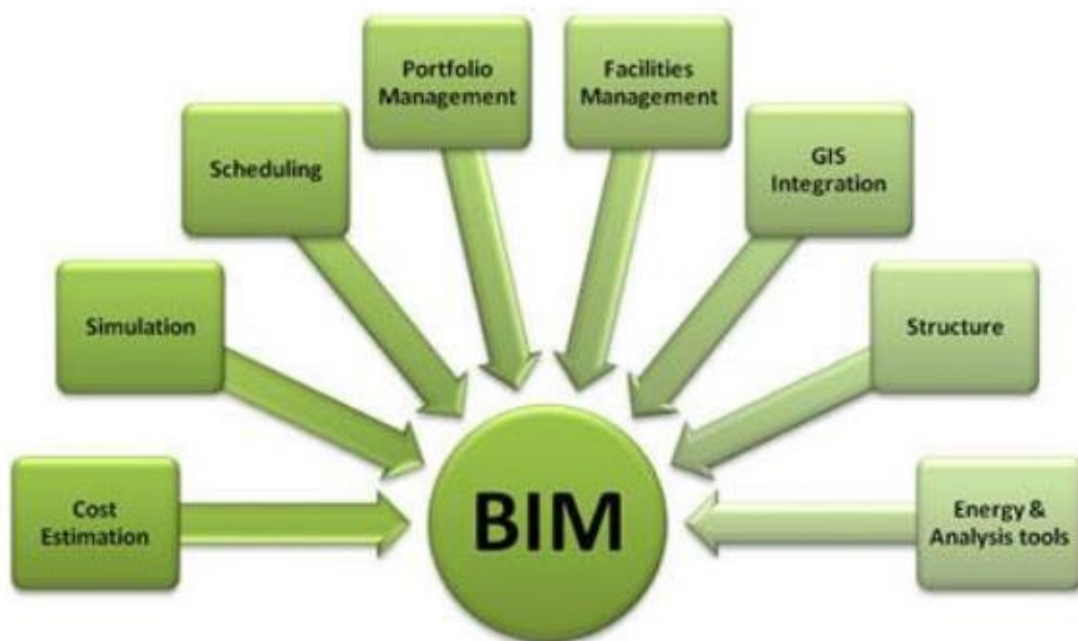 Portfolio
Management
Facilities
Management
Scheduling
GIS
Integration
Simulation
Structure
Cost
Estimation
BIM
Energy &
Analysis tools